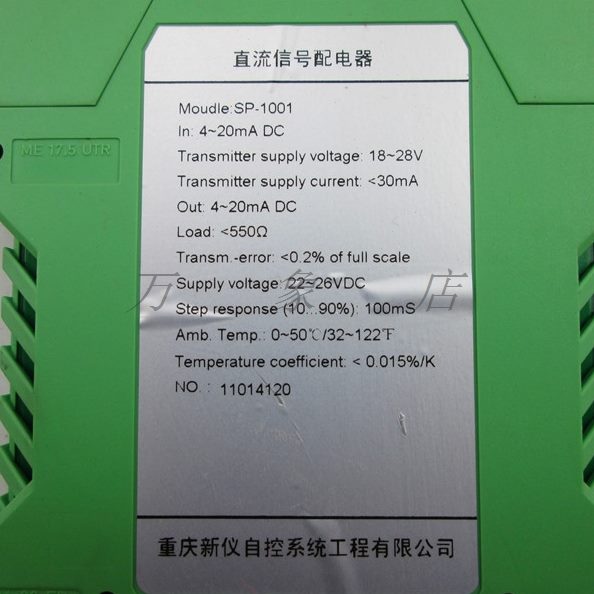 直流信号配电器
Moudle:SP-1001
In: 4~20mA DC
ME 17.5 UTR
Transmitter supply voltage: 18~28V
Transmitter supply current: <30mA
Out: 4~20mA DC
Load: <550Ω
Transm.-error: <0.2% of full scale
Supply voltage: 22~26VDC
万象店
Step response (10...90%): 100mS
Amb. Temp.: 0~50℃/32~122℉
Temperature coefficient: < 0.015%/K
NO. : 11014120
重庆新仪自控系统工程有限公司